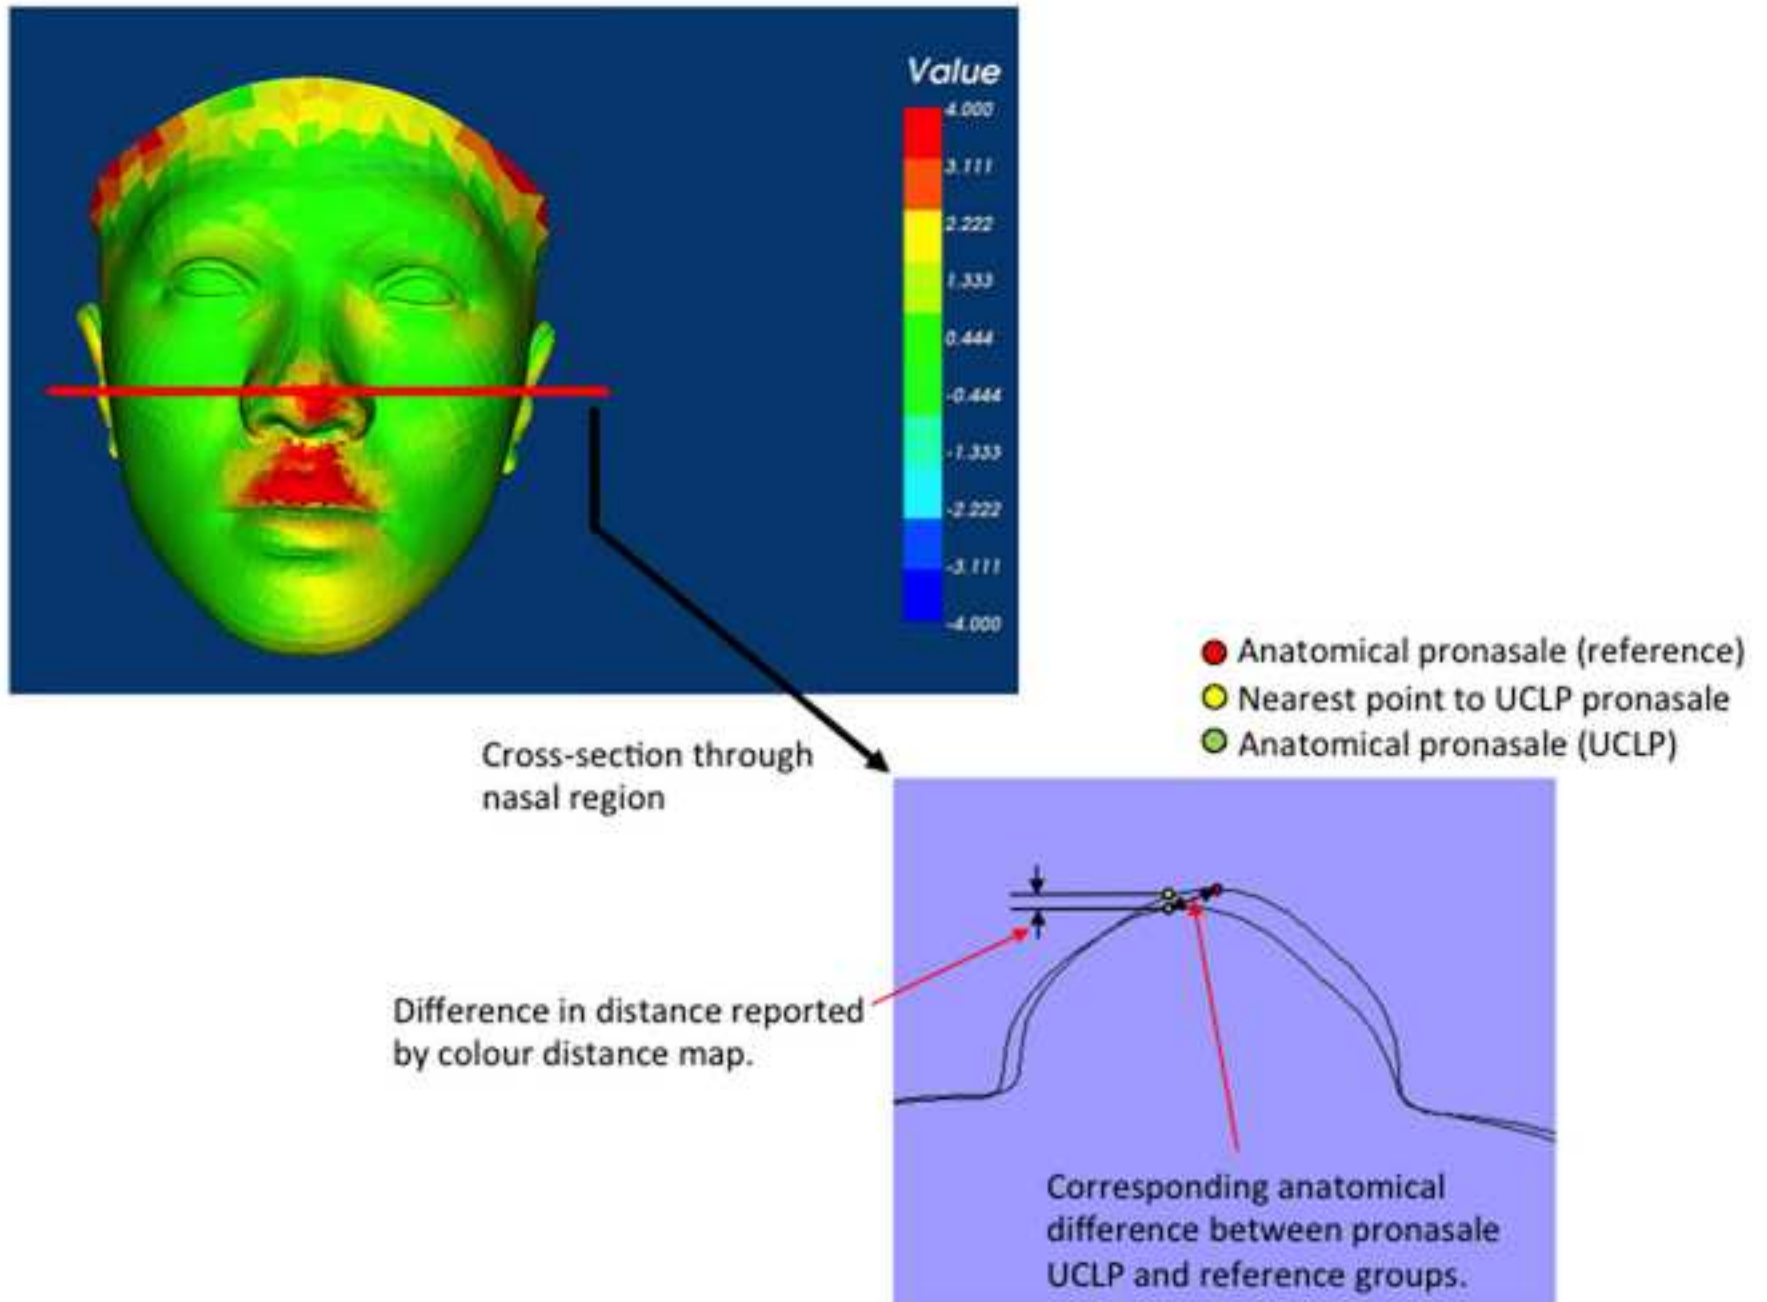 Value
4.000
3.111
2.222
1.333
0.444
-0.444
-1.333
-2.222
-3.111
-4.000
Anatomical pronasale (reference)
Nearest point to UCLP pronasale
Anatomical pronasale (UCLP)
Cross-section through
nasal region
Difference in distance reported
by colour distance map.
Corresponding anatomical
difference between pronasale
UCLP and reference groups.